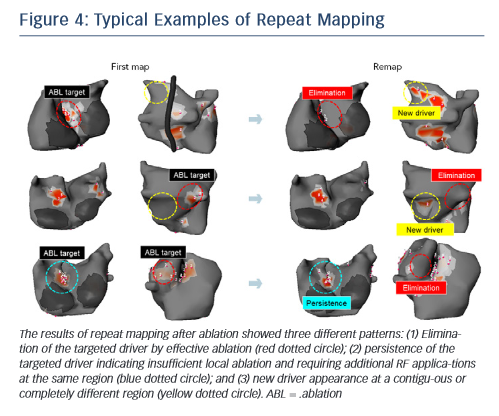 Figure 4: Typical Examples of Repeat Mapping
First map
Remap
ABL target
Elimination
New driver
ABL target
Elimination
New driver
ABL target
ABL target
Persistence
Elimination
The results of repeat mapping after ablation showed three different patterns: (1) Elimina-
tion of the targeted driver by effective ablation (red dotted circle); (2) persistence of the
targeted driver indicating insufficient local ablation and requiring additional RF applica-tions
at the same region (blue dotted circle); and (3) new driver appearance at a contigu-ous or
completely different region (yellow dotted circle). ABL = .ablation